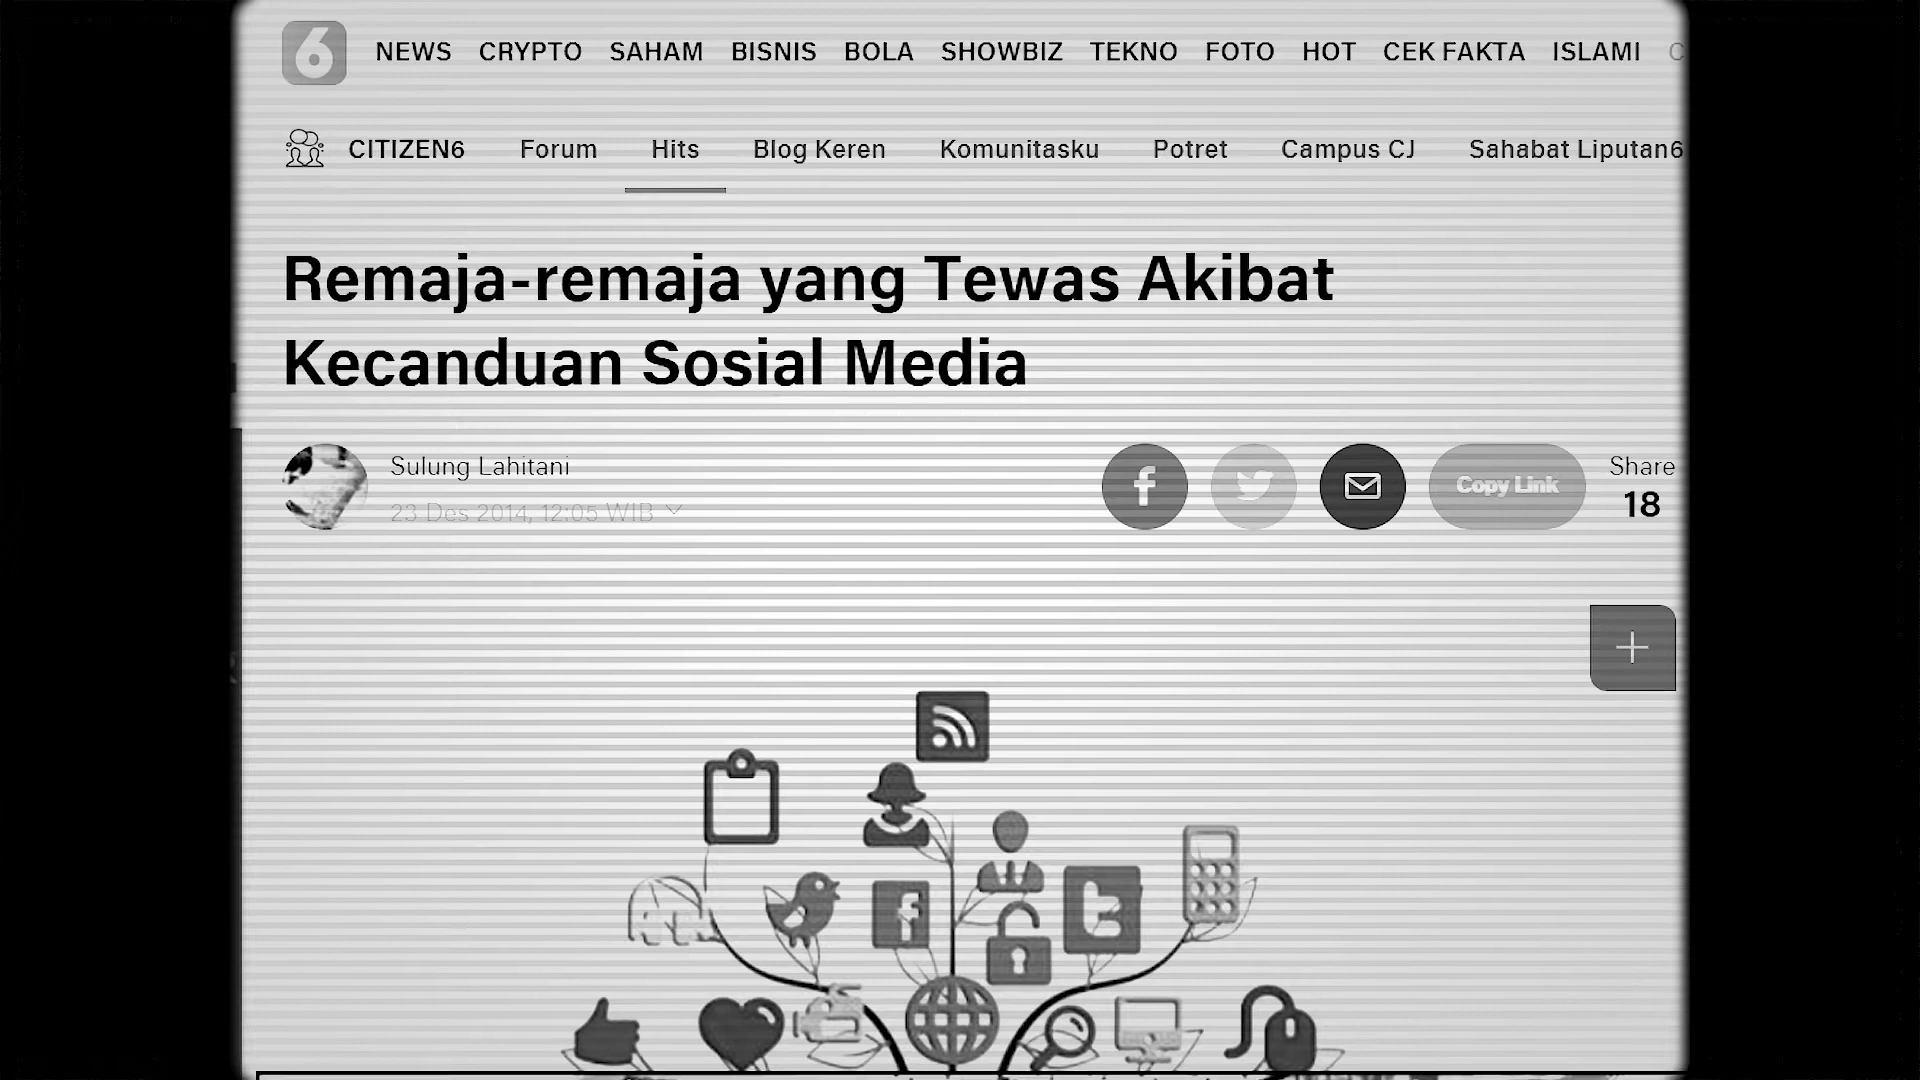 6 NEWS CRYPTO SAHAM BISNIS BOLA SHOWBIZ TEKNO FOTO HOT CEK FAKTA ISLAMI
CITIZEN6 Forum Hits Blog Keren Komunitasku Potret Campus CJ Sahabat Liputan6
Remaja-remaja yang Tewas Akibat
Kecanduan Sosial Media
Sulung Lahitani
23 Des 2014, 12:05 WIB
Copy Link
Share
18